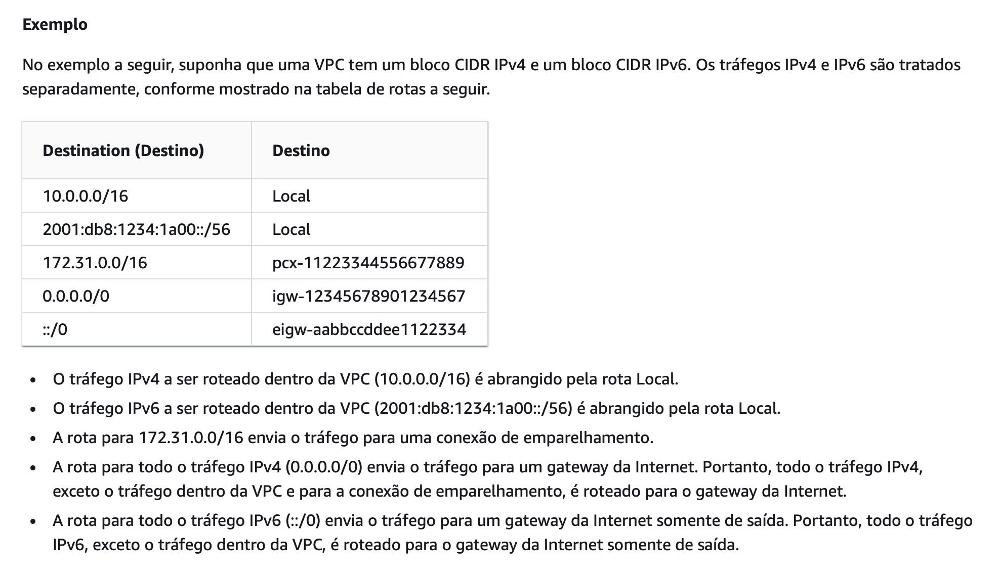 Exemplo
No exemplo a seguir, suponha que uma VPC tem um bloco CIDR IPv4 e um bloco CIDR IPv6. Os tráfegos IPv4 e IPv6 são tratados
separadamente, conforme mostrado na tabela de rotas a seguir.
Destination (Destino) Destino
10.0.0.0/16 Local
2001:db8:1234:1a00::/56 Local
172.31.0.0/16 pcx-11223344556677889
0.0.0.0/0 igw-12345678901234567
::/0 eigw-aabbccddee1122334
• O tráfego IPv4 a ser roteado dentro da VPC (10.0.0.0/16) é abrangido pela rota Local.
• O tráfego IPv6 a ser roteado dentro da VPC (2001:db8:1234:1a00::/56) é abrangido pela rota Local.
• A rota para 172.31.0.0/16 envia o tráfego para uma conexão de emparelhamento.
• A rota para todo o tráfego IPv4 (0.0.0.0/0) envia o tráfego para um gateway da Internet. Portanto, todo o tráfego IPv4,
exceto o tráfego dentro da VPC e para a conexão de emparelhamento, é roteado para o gateway da Internet.
• A rota para todo o tráfego IPv6 (::/0) envia o tráfego para um gateway da Internet somente de saída. Portanto, todo o tráfego
IPv6, exceto o tráfego dentro da VPC, é roteado para o gateway da Internet somente de saída.